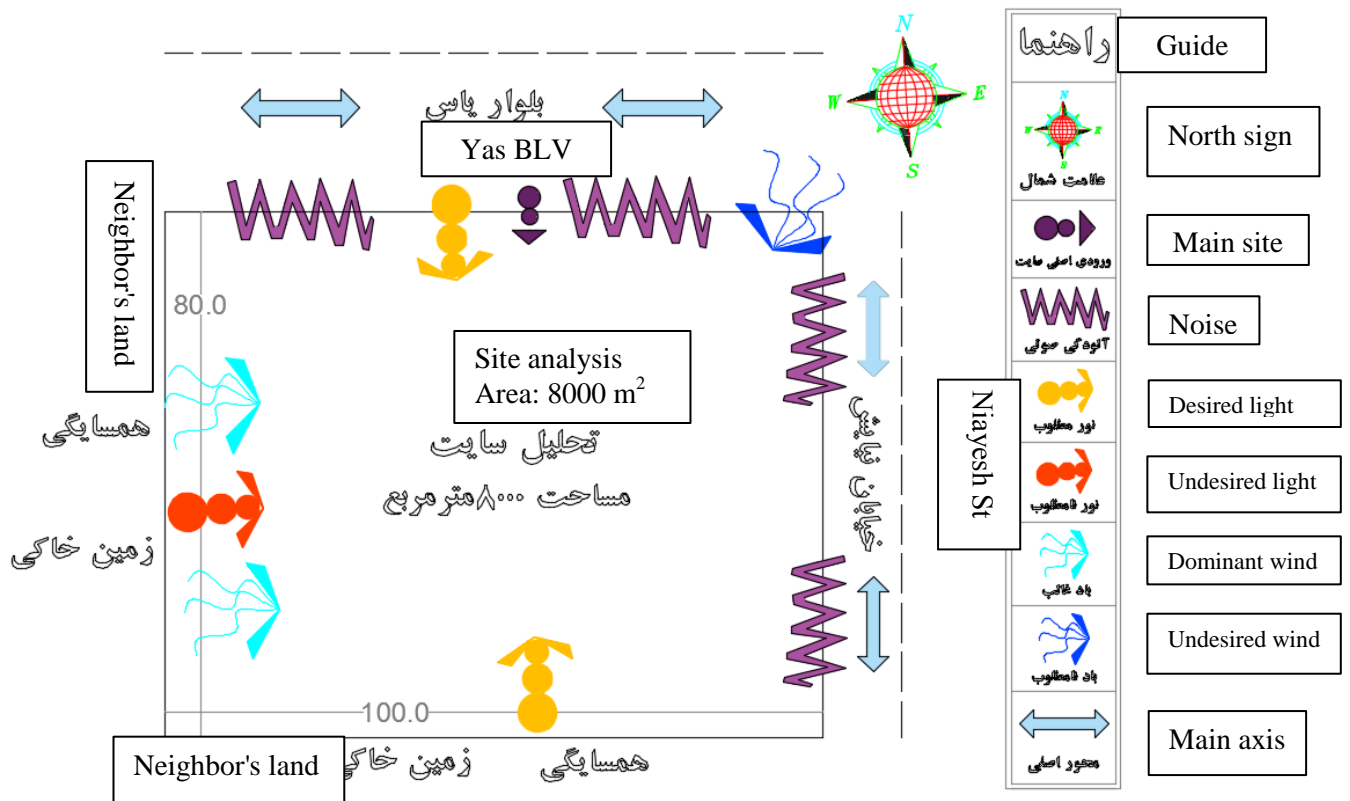 N
W
E
S
بلوار یاس
Yas BLV
Neighbor's land
80.0
Site analysis
Area: 8000 m²
تحلیل سایت
مساحت ۸۰۰۰مترمربع
همسایگی
زمین خاکی
خیابان نیایش
Niayesh St
100.0
Neighbor's land
زمین خاکی
همسایگی
راهنما
Guide
N
W
E
S
علامت شمال
North sign
ورودی اصلی سایت
Main site
آلودگی صوتی
Noise
نور مطلوب
Desired light
نور نامطلوب
Undesired light
باد غالب
Dominant wind
باد نامطلوب
Undesired wind
محور اصلی
Main axis